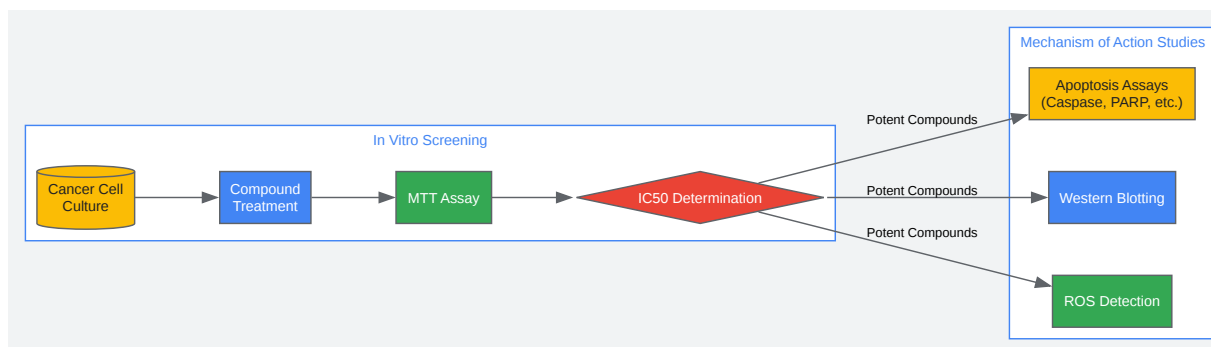 Mechanism of Action Studies
Apoptosis Assays
(Caspase, PARP, etc.)
Potent Compounds
In Vitro Screening
Cancer Cell
Culture
Compound
Treatment
MTT Assay
IC50 Determination
Potent Compounds
Western Blotting
Potent Compounds
ROS Detection